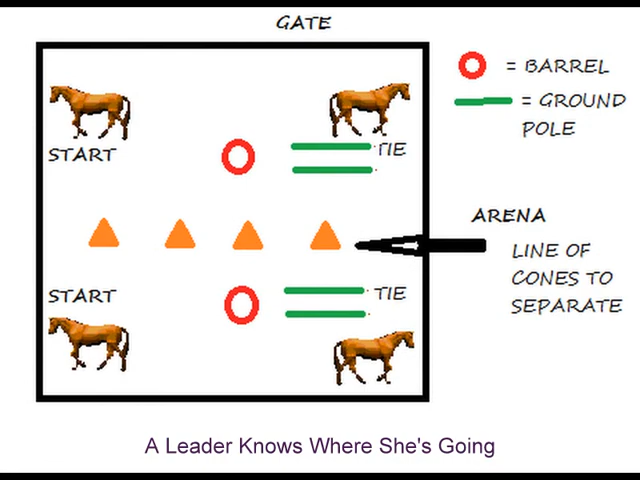 GATE
= BARREL
= GROUND
POLE
START
TIE
ARENA
LINE OF
CONES TO
SEPARATE
START
TIE
A Leader Knows Where She's Going